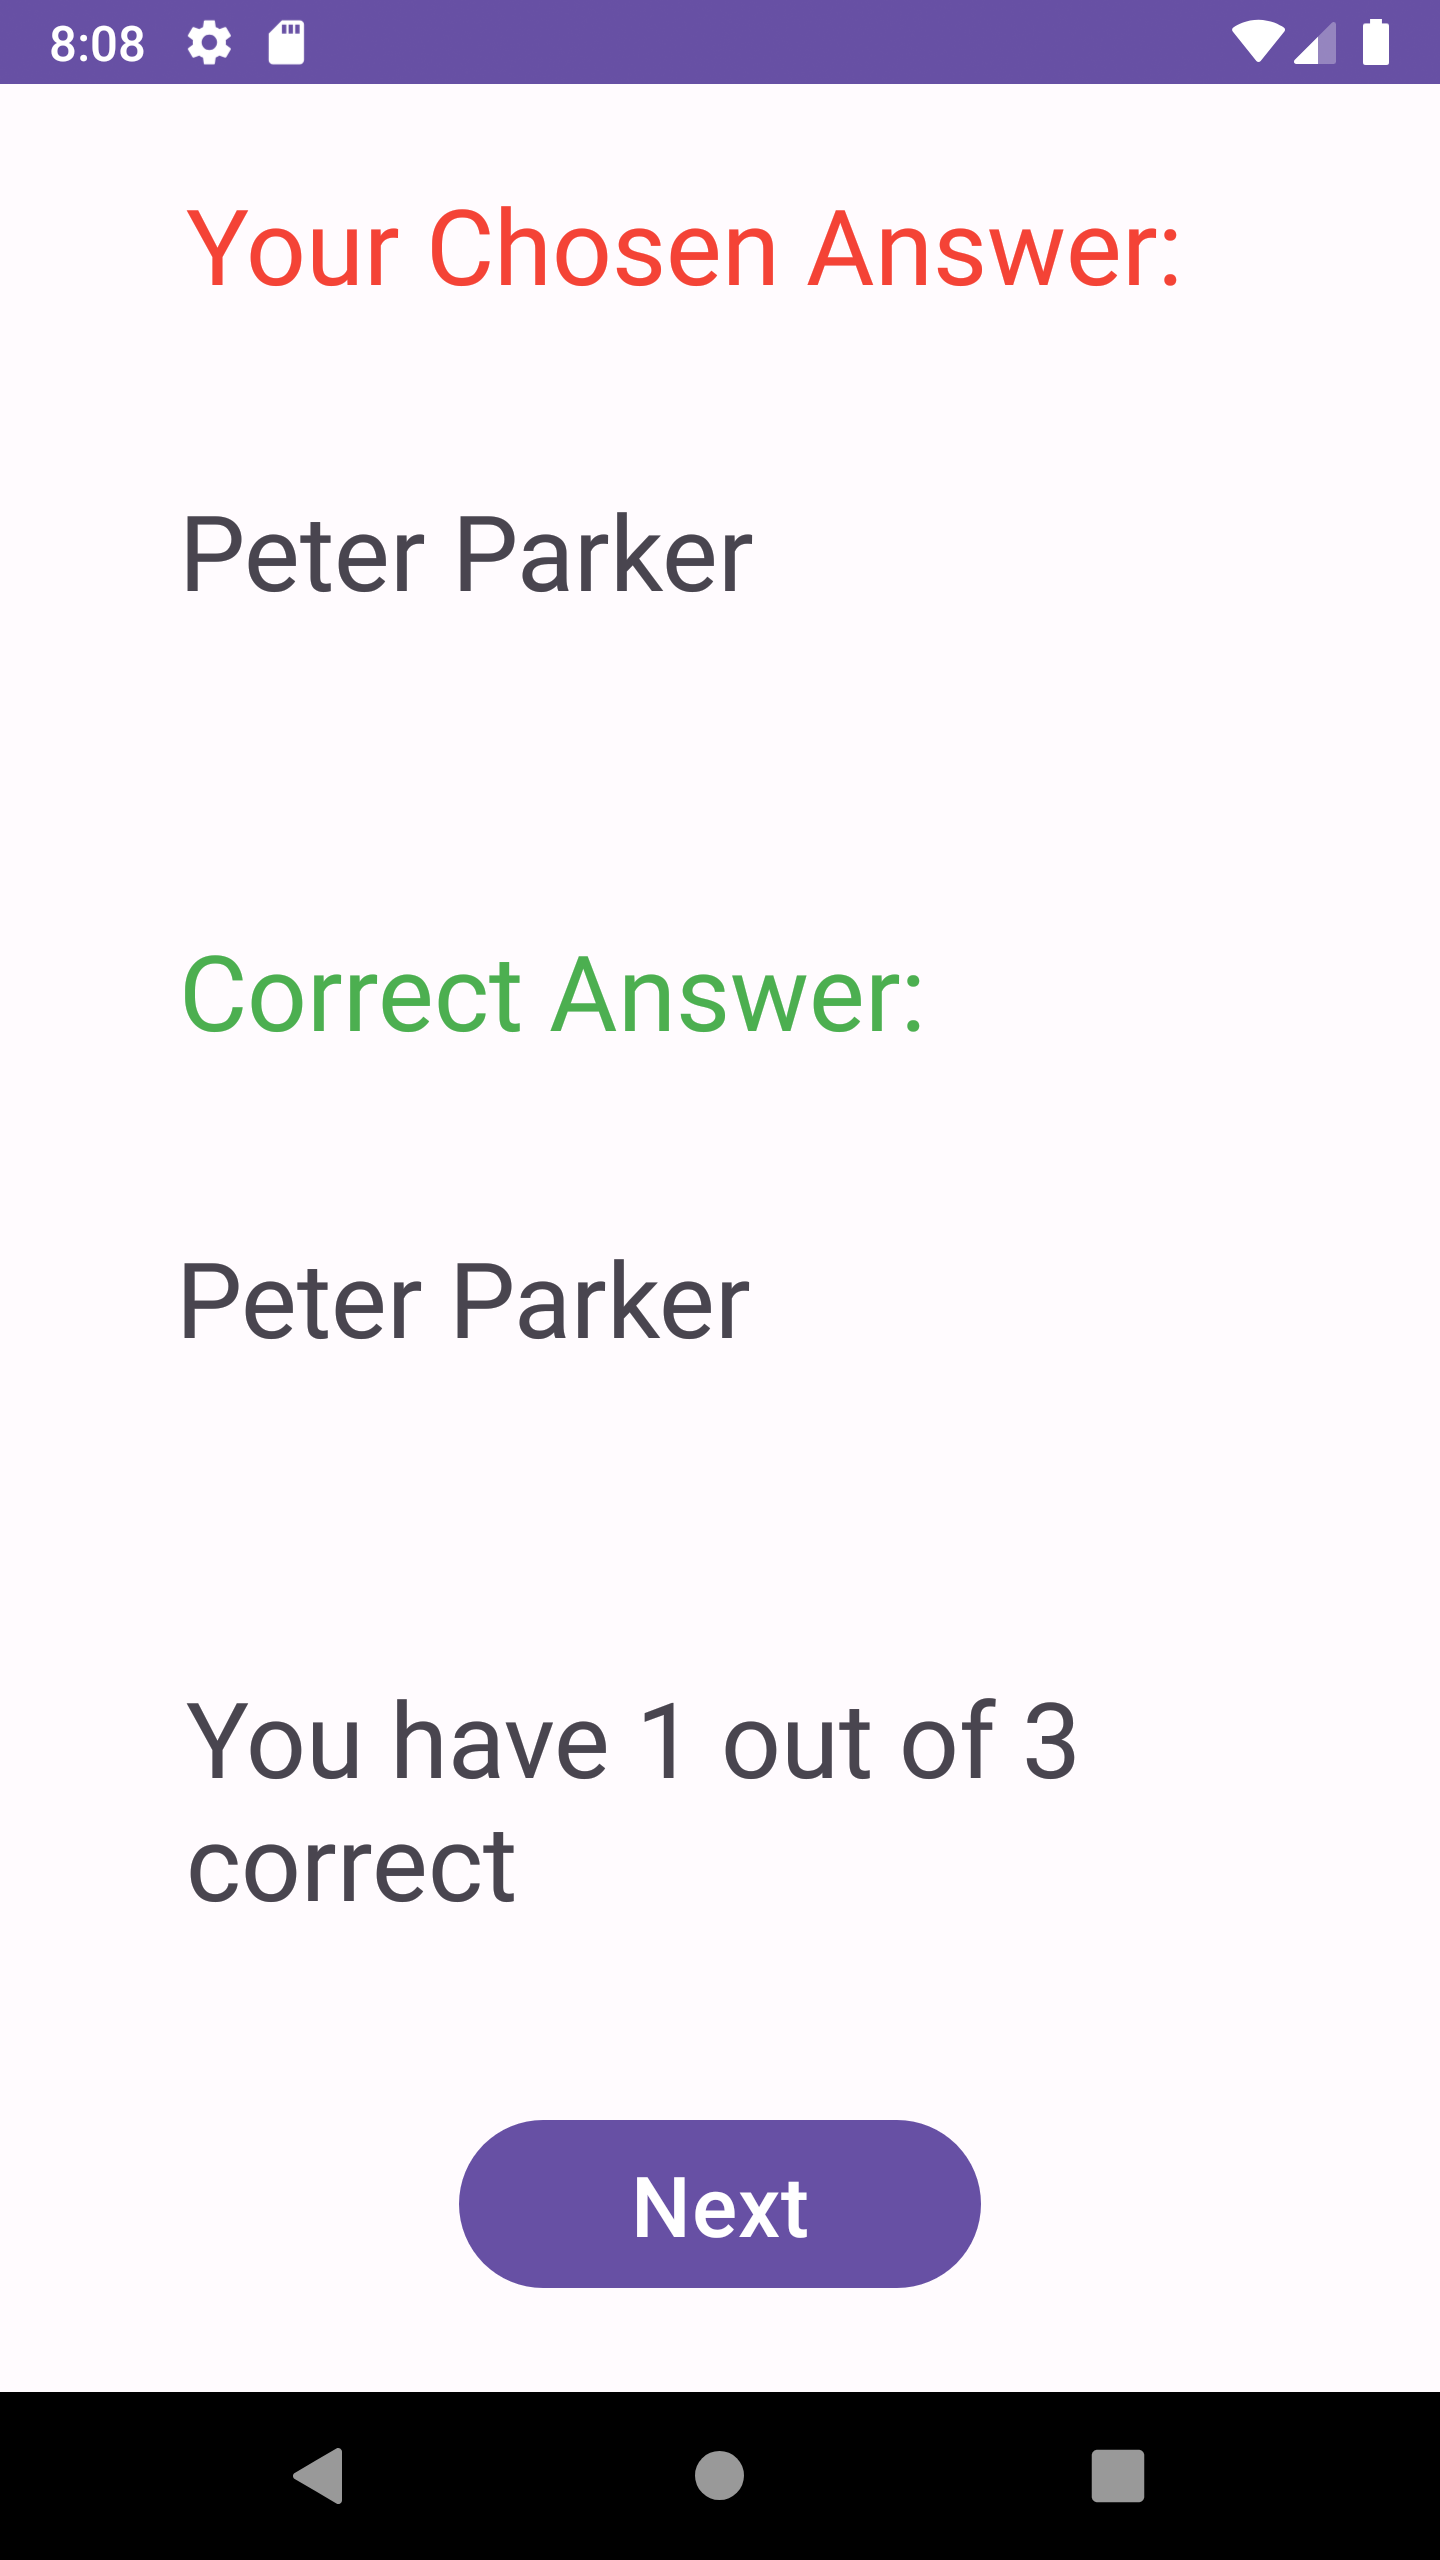 8:08
Your Chosen Answer:
Peter Parker
Correct Answer:
Peter Parker
You have 1 out of 3
correct
Next